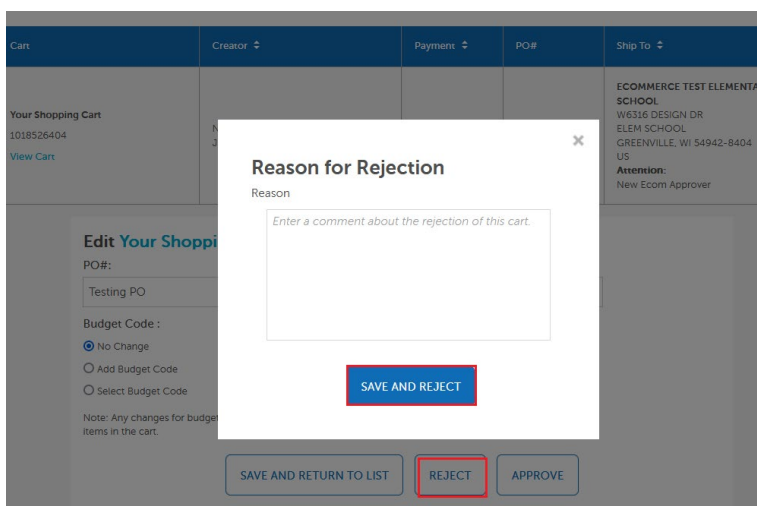 Cart Creator Payment PO# Ship To
ECOMMERCE TEST ELEMENTA
SCHOOL
W6316 DESIGN DR
ELEM SCHOOL
GREENVILLE, WI 54942-8404
US
Attention:
New Ecom Approver
Your Shopping Cart
1018526404
View Cart
N
J
×
Reason for Rejection
Reason
Enter a comment about the rejection of this cart.
SAVE AND REJECT
Edit Your Shoppi
PO#:
Testing PO
Budget Code :
No Change
Add Budget Code
Select Budget Code
Note: Any changes for budget
items in the cart.
SAVE AND RETURN TO LIST REJECT APPROVE